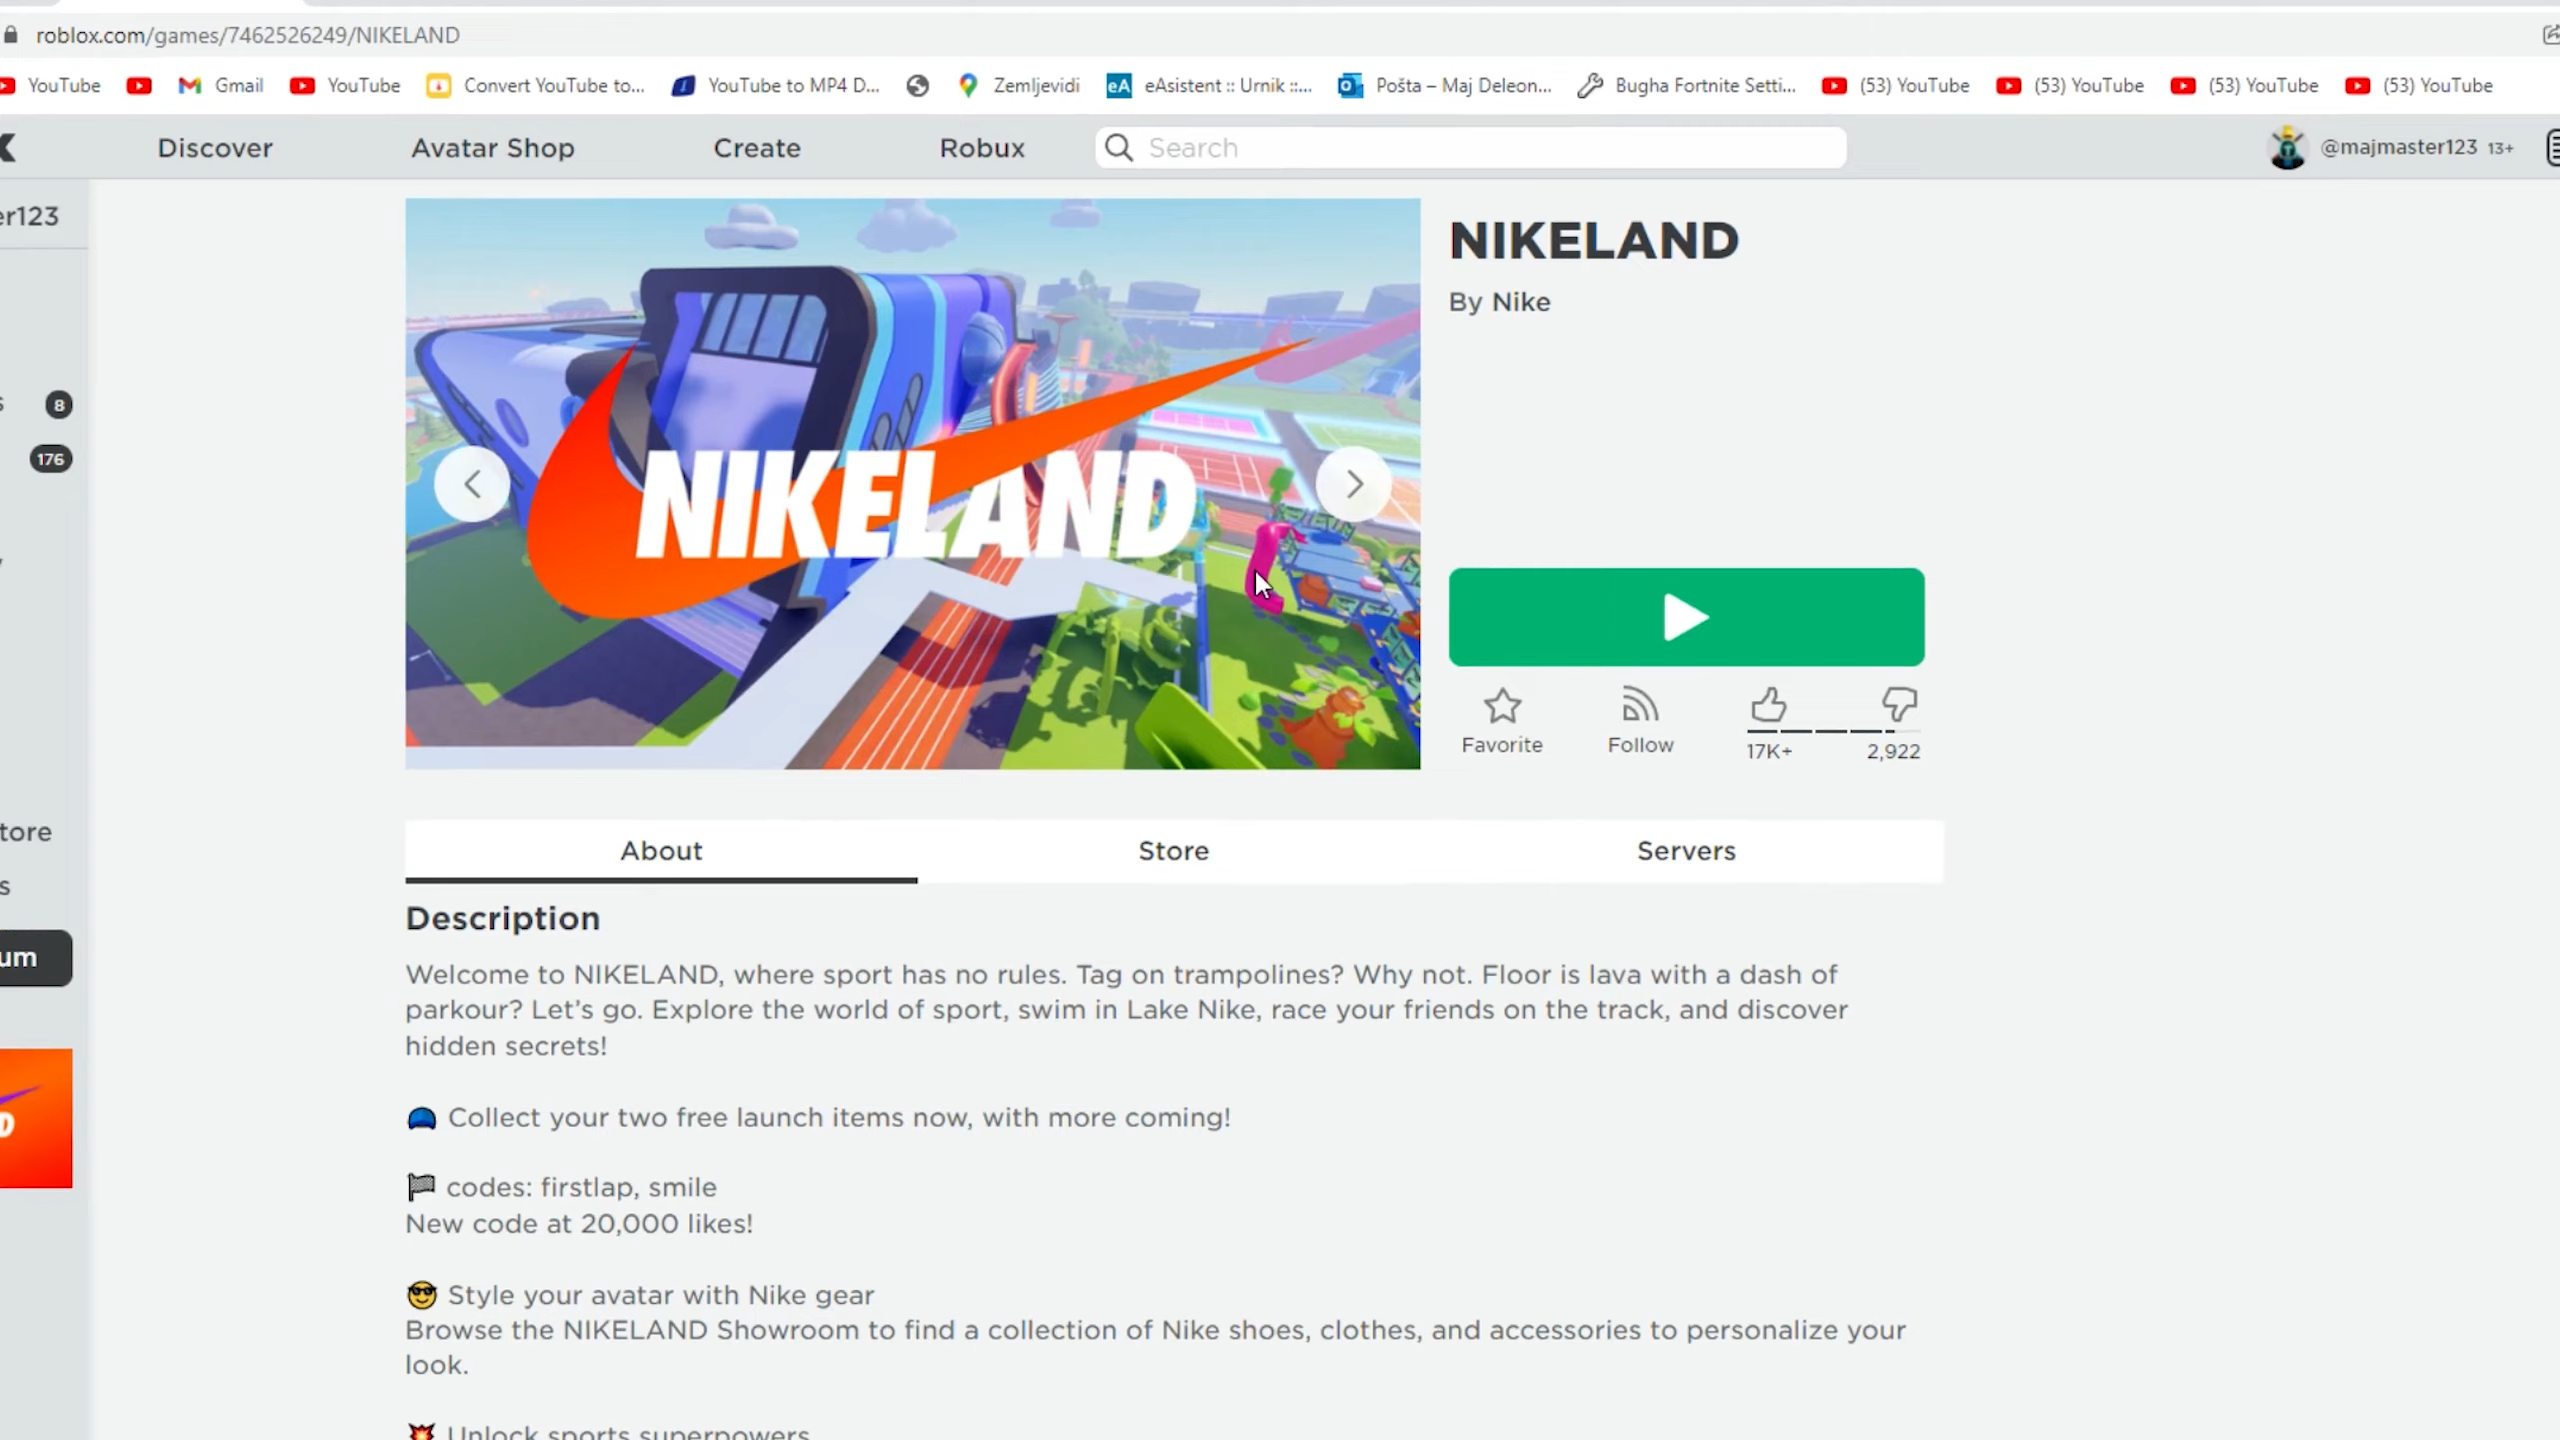 roblox.com/games/7462526249/NIKELAND
YouTube Gmail YouTube Convert YouTube to... YouTube to MP4 D... Zemljevidi eA eAsistent :: Urnik ::... Pošta – Maj Deleon... Bugha Fortnite Setti... (53) YouTube (53) YouTube (53) YouTube (53) YouTube
Discover Avatar Shop Create Robux Search @majmaster123 13+
er123
NIKELAND
By Nike
8
176
NIKELAND
Favorite Follow 17K+ 2,922
tore
s
um
D
About Store Servers
Description
Welcome to NIKELAND, where sport has no rules. Tag on trampolines? Why not. Floor is lava with a dash of
parkour? Let’s go. Explore the world of sport, swim in Lake Nike, race your friends on the track, and discover
hidden secrets!
Collect your two free launch items now, with more coming!
codes: firstlap, smile
New code at 20,000 likes!
Style your avatar with Nike gear
Browse the NIKELAND Showroom to find a collection of Nike shoes, clothes, and accessories to personalize your
look.
Unlock sports superpowers